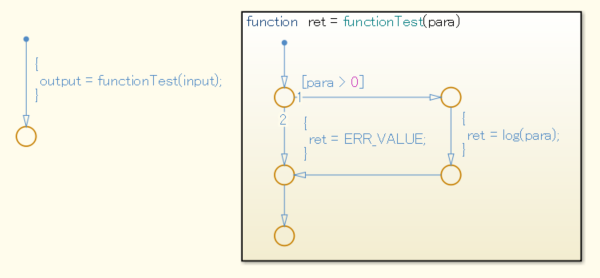 {
output = functionTest(input);
}
function ret = functionTest(para)
[para > 0]
1
2
{
ret = ERR_VALUE;
}
{
ret = log(para);
}